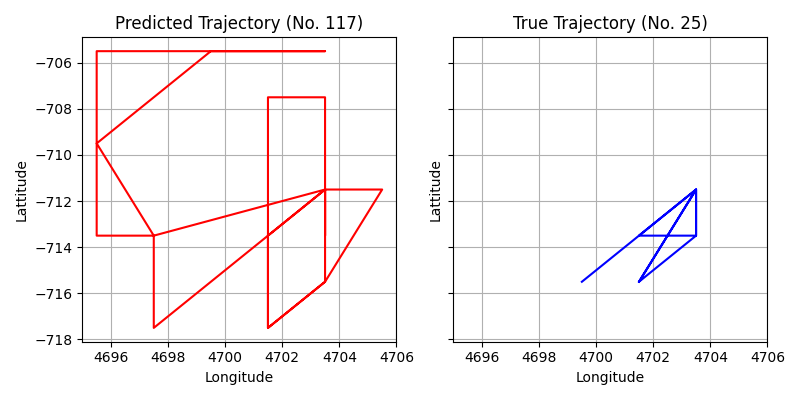 Predicted Trajectory (No. 117)
True Trajectory (No. 25)
−706
−708
−710
−712
−714
−716
−718
Lattitude
Lattitude
4696 4698 4700 4702 4704 4706
4696 4698 4700 4702 4704 4706
Longitude
Longitude